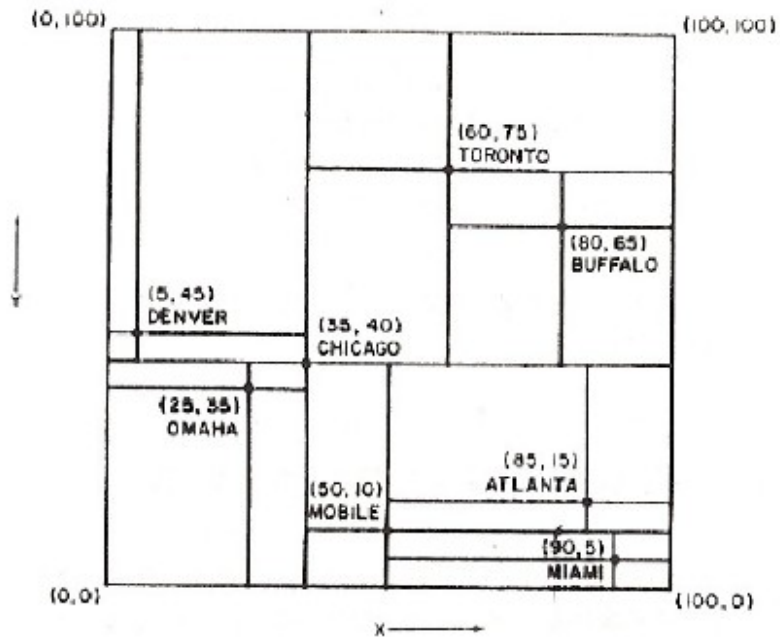 (0,100)
(100,100)
(60, 75)
TORONTO
(80, 65)
BUFFALO
(5, 45)
DENVER
(35, 40)
CHICAGO
(25, 35)
OMAHA
(85, 15)
ATLANTA
(50, 10)
MOBILE
(90, 5)
MIAMI
(0,0)
(100,0)
X